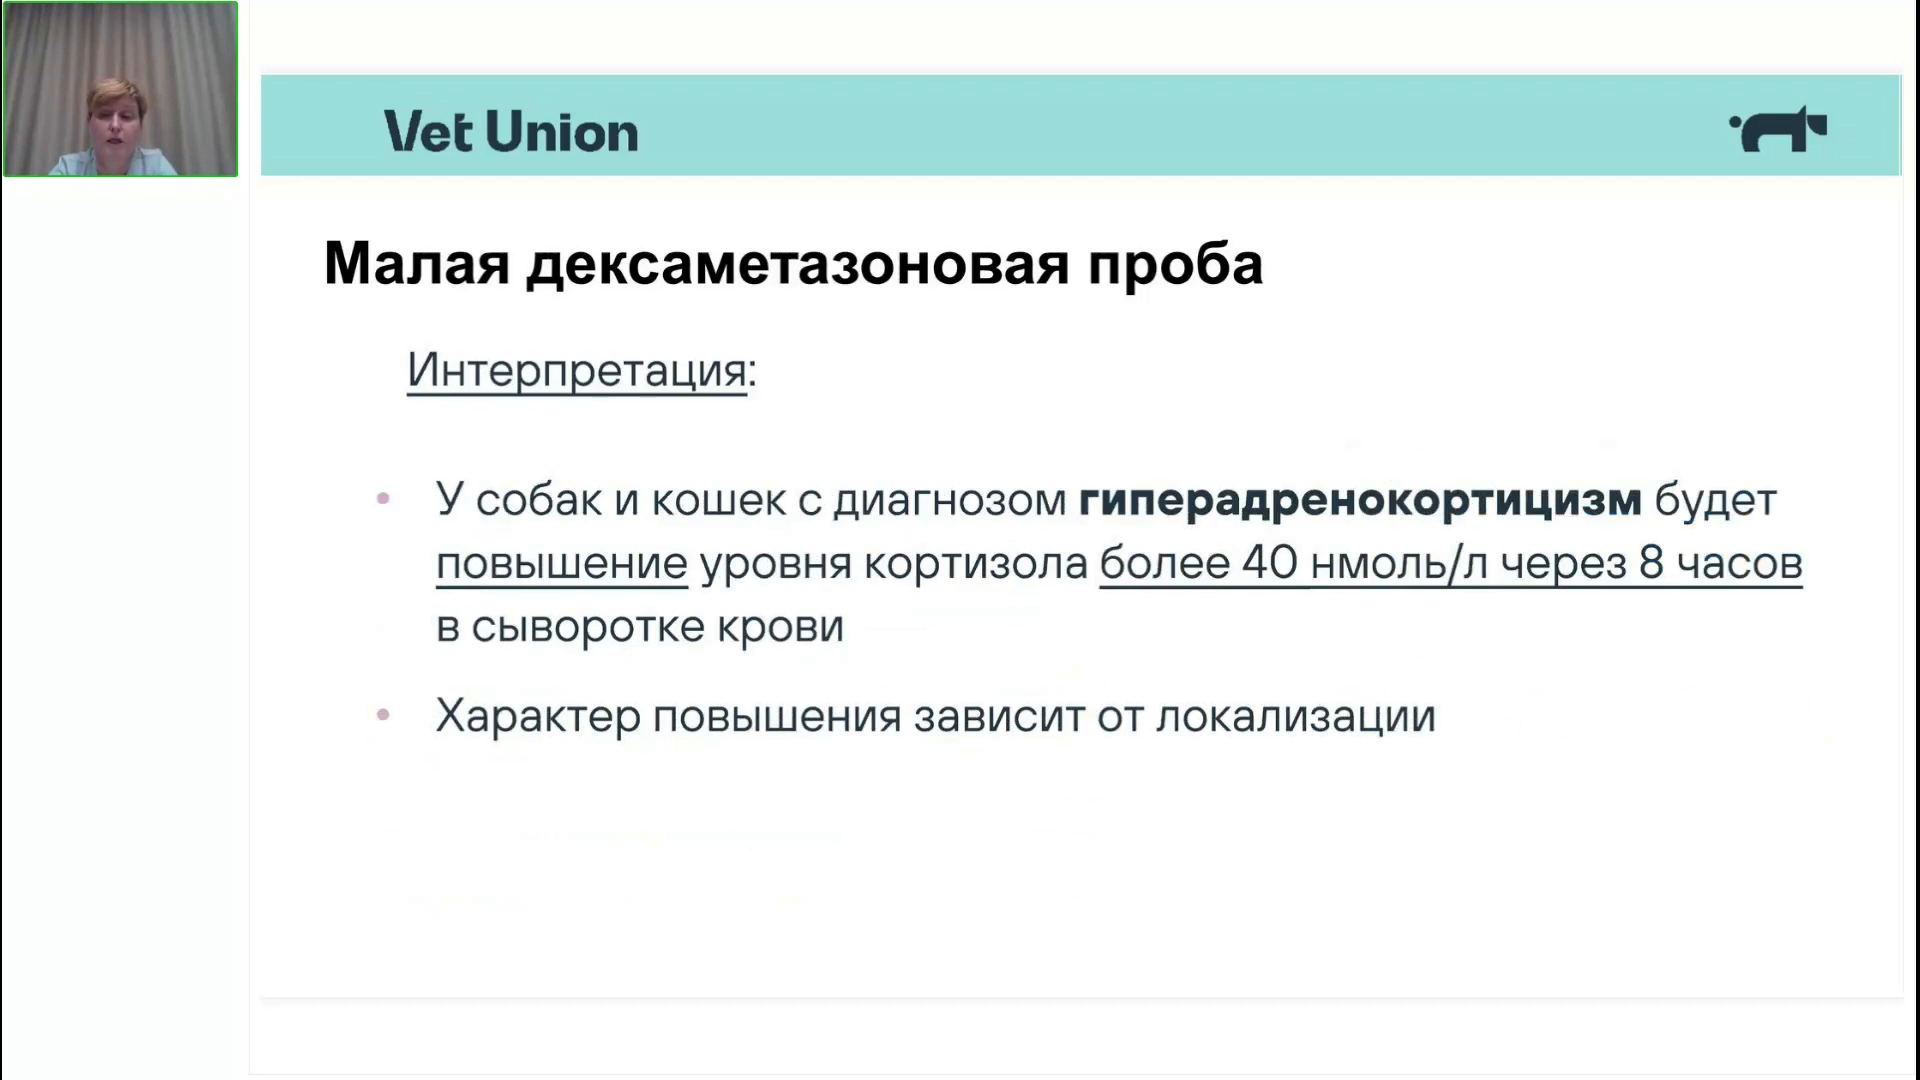 Vet Union
Малая дексаметазоновая проба
Интерпретация:
• У собак и кошек с диагнозом гиперадренокортицизм будет
повышение уровня кортизола более 40 нмоль/л через 8 часов
в сыворотке крови
• Характер повышения зависит от локализации